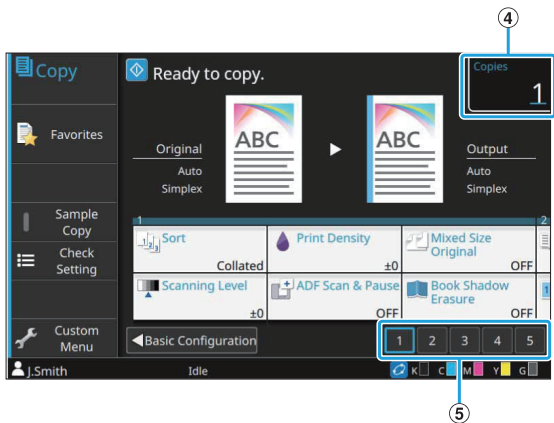 ④
Copy
Ready to copy.
Copies
1
Favorites
Original
Auto
Simplex
ABC
ABC
Output
Auto
Simplex
Sample
Copy
Check
Setting
Custom
Menu
1
2
123
Sort
Collated
Print Density
±0
Mixed Size
Original
OFF
Scanning Level
±0
ADF Scan & Pause
OFF
Book Shadow
Erasure
OFF
1
Basic Configuration
1 2 3 4 5
J.Smith
Idle
K C M Y G
⑤